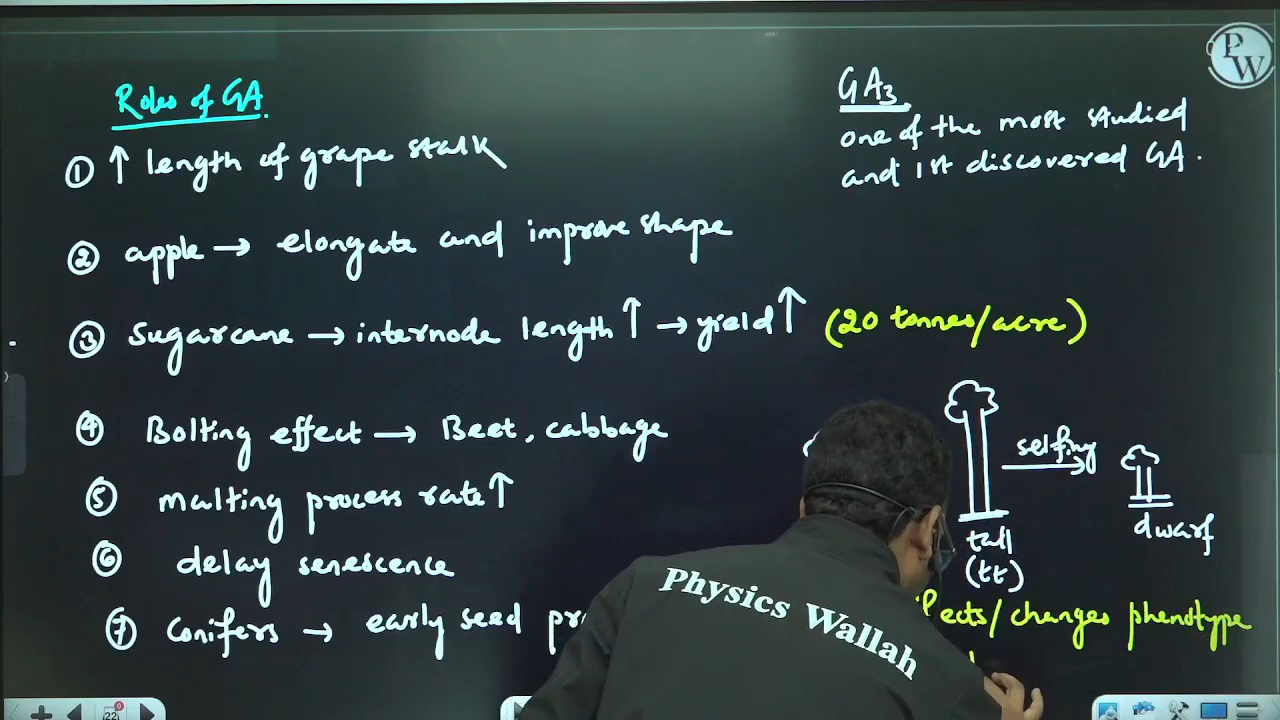 PW
Roles of GA.
① ↑ length of grape stalk
② apple → elongate and improve shape
③ Sugarcane → internode length ↑ → yield ↑ (20 tonnes/acre)
④ Bolting effect → Beet, cabbage
⑤ malting process rate ↑
⑥ delay senescence
⑦ Conifers → early seed
GA3
one of the most studied
and 1st discovered GA.
selfing
tall
(tt)
dwarf
/changes phenotype
Physics Wallah
22